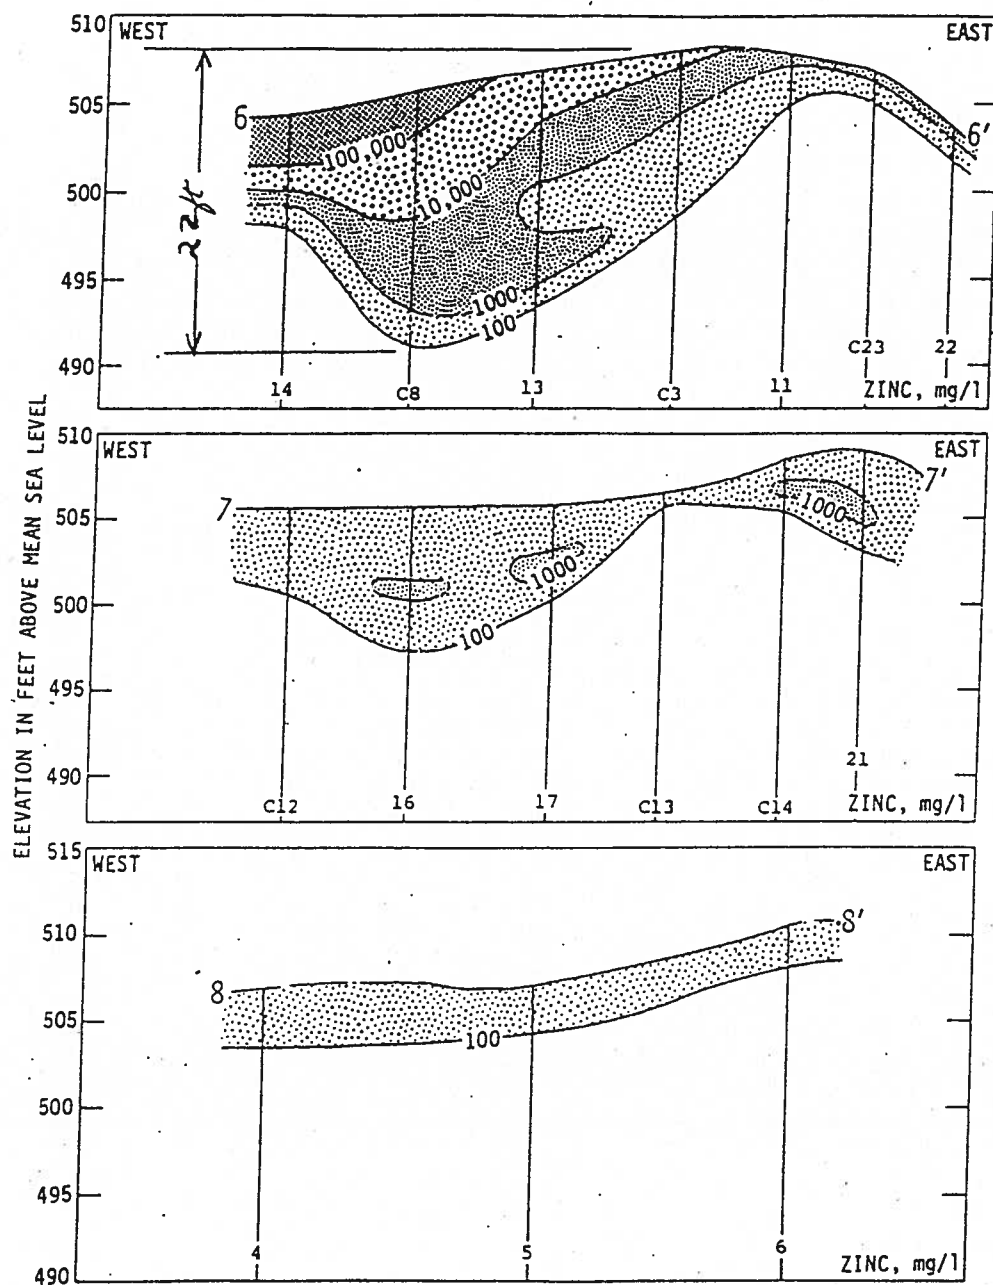 510 WEST EAST
505
6 6'
100,000
500
10,000
22 ft
495
1000
100
490
C23 22
14 C8 13 C3 11 ZINC, mg/l
ELEVATION IN FEET ABOVE MEAN SEA LEVEL
510 WEST EAST
7 7'
505
1000
1000
500
100
495
490
21
C12 16 17 C13 C14 ZINC, mg/l
515 WEST EAST
510
8 8'
505
100
500
495
490
4 5 6 ZINC, mg/l